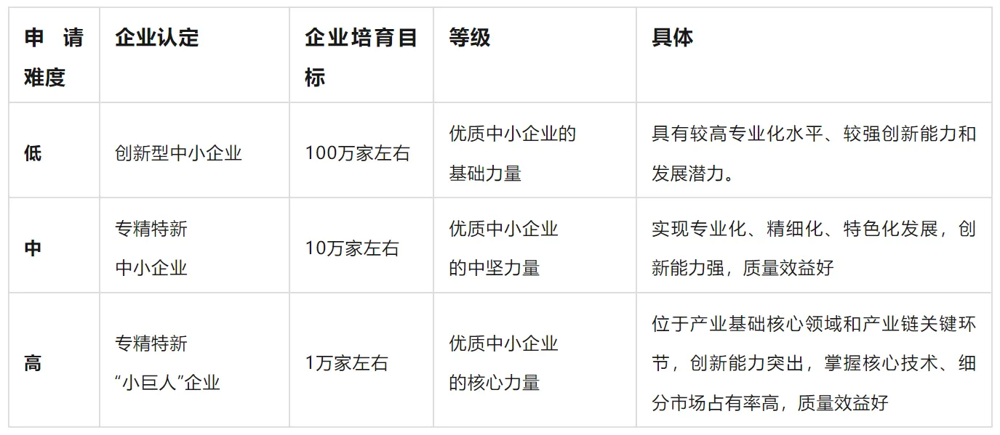 申请难度
企业认定
企业培育目标
等级
具体
低
创新型中小企业
100万家左右
优质中小企业的
基础力量
具有较高专业化水平、较强创新能力和
发展潜力。
中
专精特新
中小企业
10万家左右
优质中小企业
的中坚力量
实现专业化、精细化、特色化发展，创
新能力强，质量效益好
高
专精特新
“小巨人”企业
1万家左右
优质中小企业
的核心力量
位于产业基础核心领域和产业链关键环
节，创新能力突出，掌握核心技术、细
分市场占有率高，质量效益好